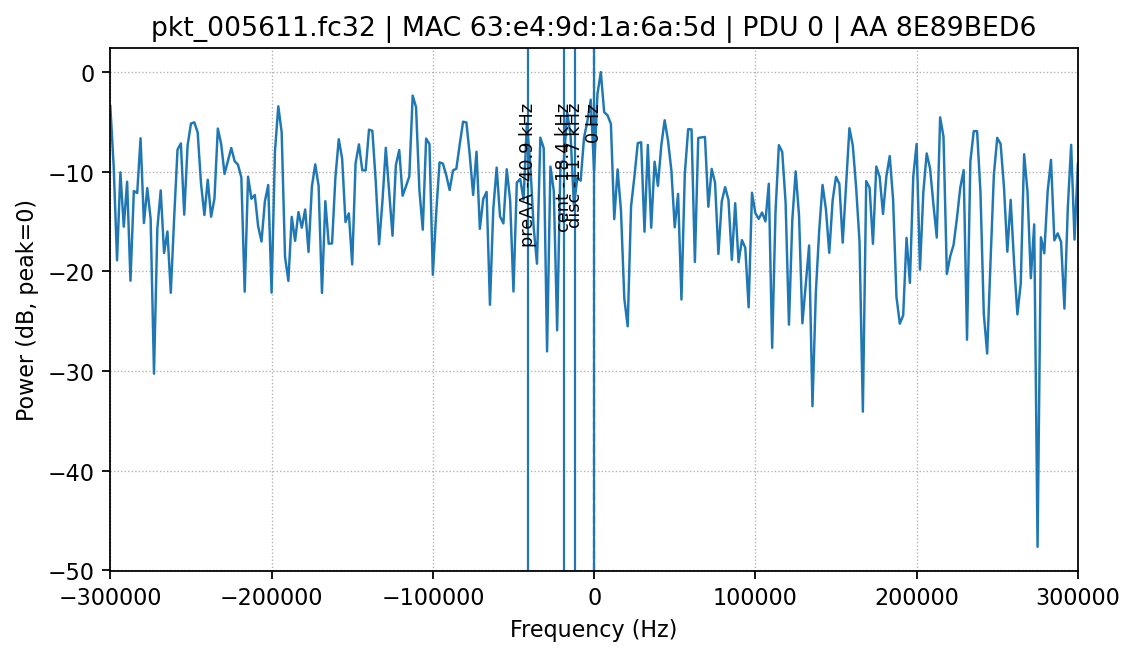 pkt_005611.fc32 | MAC 63:e4:9d:1a:6a:5d | PDU 0 | AA 8E89BED6
Power (dB, peak=0)
0
−10
−20
−30
−40
−50
preAA -40.9 kHz
cent -18.4 kHz
disc -11.7 kHz
0 Hz
−300000
−200000
−100000
0
100000
200000
300000
Frequency (Hz)